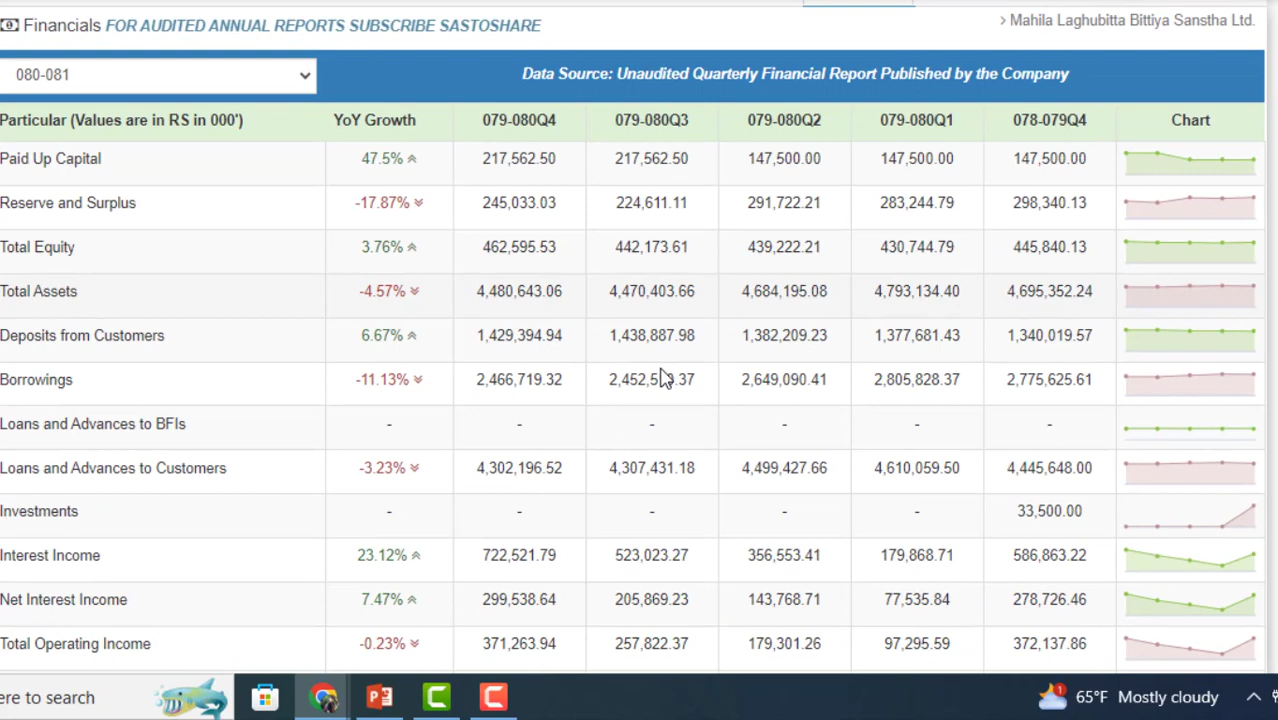 Financials FOR AUDITED ANNUAL REPORTS SUBSCRIBE SASTOSHARE
Mahila Laghubitta Bittiya Sanstha Ltd.
080-081
Data Source: Unaudited Quarterly Financial Report Published by the Company
Particular (Values are in RS in 000') YoY Growth 079-080Q4 079-080Q3 079-080Q2 079-080Q1 078-079Q4 Chart
Paid Up Capital 47.5% 217,562.50 217,562.50 147,500.00 147,500.00 147,500.00
Reserve and Surplus -17.87% 245,033.03 224,611.11 291,722.21 283,244.79 298,340.13
Total Equity 3.76% 462,595.53 442,173.61 439,222.21 430,744.79 445,840.13
Total Assets -4.57% 4,480,643.06 4,470,403.66 4,684,195.08 4,793,134.40 4,695,352.24
Deposits from Customers 6.67% 1,429,394.94 1,438,887.98 1,382,209.23 1,377,681.43 1,340,019.57
Borrowings -11.13% 2,466,719.32 2,649,090.41 2,805,828.37 2,775,625.61
Loans and Advances to BFIs - - - - -
Loans and Advances to Customers -3.23% 4,302,196.52 4,307,431.18 4,499,427.66 4,610,059.50 4,445,648.00
Investments - - - - 33,500.00
Interest Income 23.12% 722,521.79 523,023.27 356,553.41 179,868.71 586,863.22
Net Interest Income 7.47% 299,538.64 205,869.23 143,768.71 77,535.84 278,726.46
Total Operating Income -0.23% 371,263.94 257,822.37 179,301.26 97,295.59 372,137.86
ere to search 1 65°F Mostly cloudy